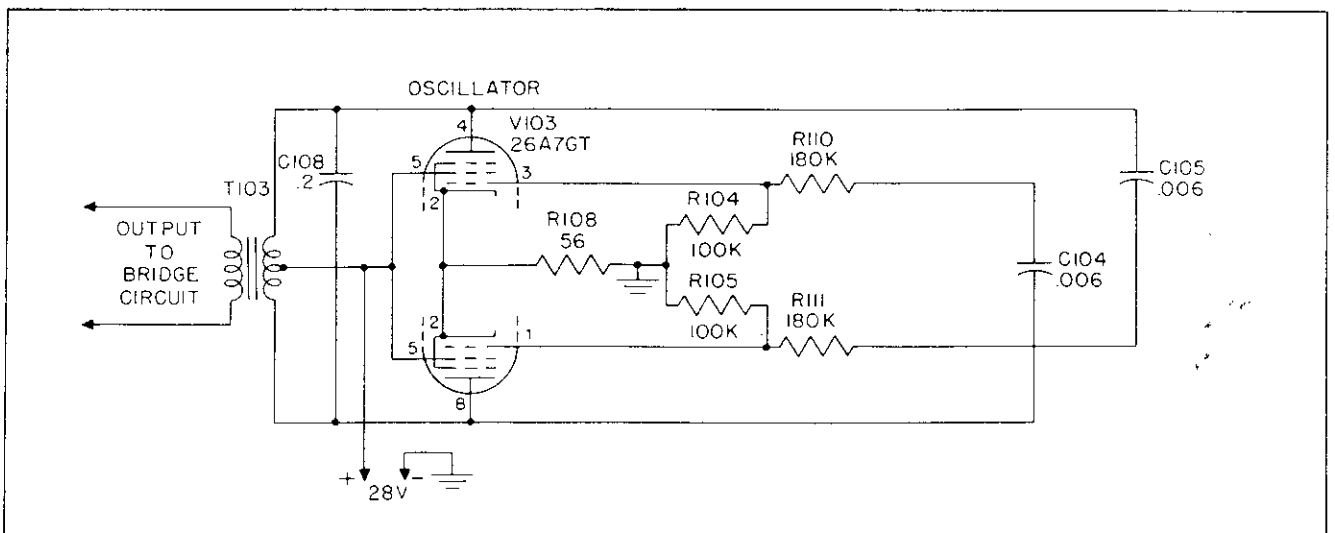 OSCILLATOR
V103
26A7GT
4
5
3
2
C108
.2
T103
R110
180K
C105
.006
R104
100K
R108
56
OUTPUT
TO
BRIDGE
CIRCUIT
C104
.006
R105
100K
R111
180K
2
1
5
8
+ 28V -